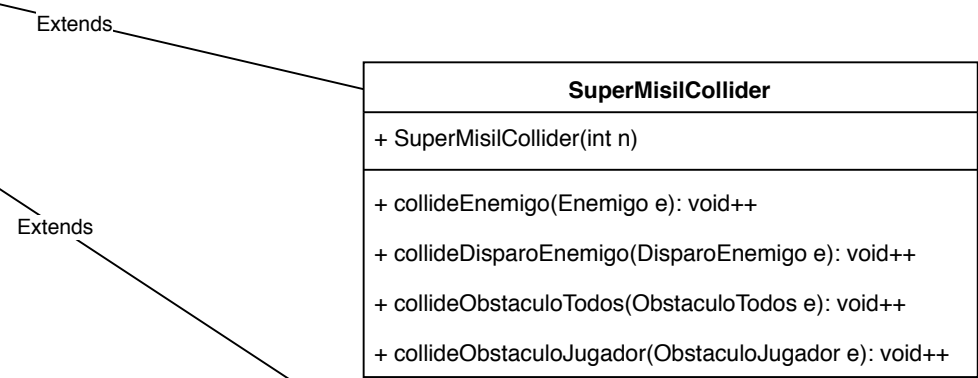 Extends
SuperMisilCollider
+ SuperMisilCollider(int n)
+ collideEnemigo(Enemigo e): void++
Extends
+ collideDisparoEnemigo(DisparoEnemigo e): void++
+ collideObstaculoTodos(ObstaculoTodos e): void++
+ collideObstaculoJugador(ObstaculoJugador e): void++